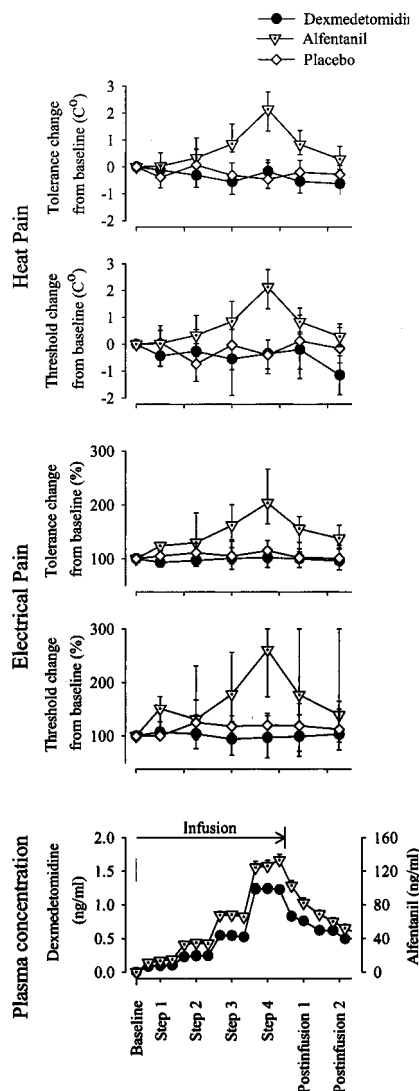 Dexmedetomidin
Alfentanil
Placebo
Heat Pain
Tolerance change
from baseline (C°)
3
2
1
0
-1
-2
Threshold change
from baseline (C°)
3
2
1
0
-1
-2
Electrical Pain
Tolerance change
from baseline (%)
300
200
100
Threshold change
from baseline (%)
300
200
100
Plasma concentration
Dexmedetomidine
(ng/ml)
2.0
1.5
1.0
0.5
0.0
Infusion
160
120
80
40
0
Alfentanil (ng/ml)
Baseline
Step 1
Step 2
Step 3
Step 4
Postinfusion 1
Postinfusion 2